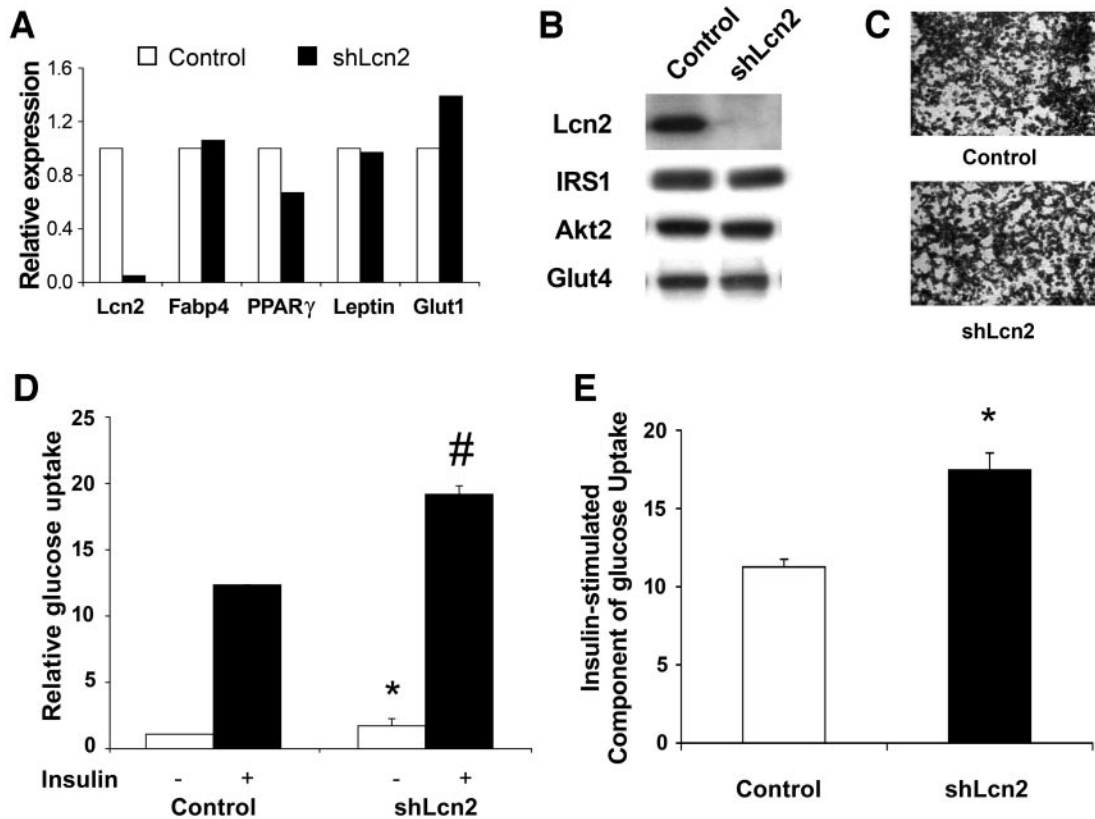 A
Control shLcn2
Relative expression
1.6
1.2
0.8
0.4
0.0
Lcn2 Fabp4 PPARγ Leptin Glut1
B
Control shLcn2
Lcn2
IRS1
Akt2
Glut4
C
Control
shLcn2
D
Relative glucose uptake
25
20
15
10
5
0
*
#
Insulin - + - +
Control shLcn2
E
Insulin-stimulated
Component of glucose Uptake
20
15
10
5
0
*
Control shLcn2